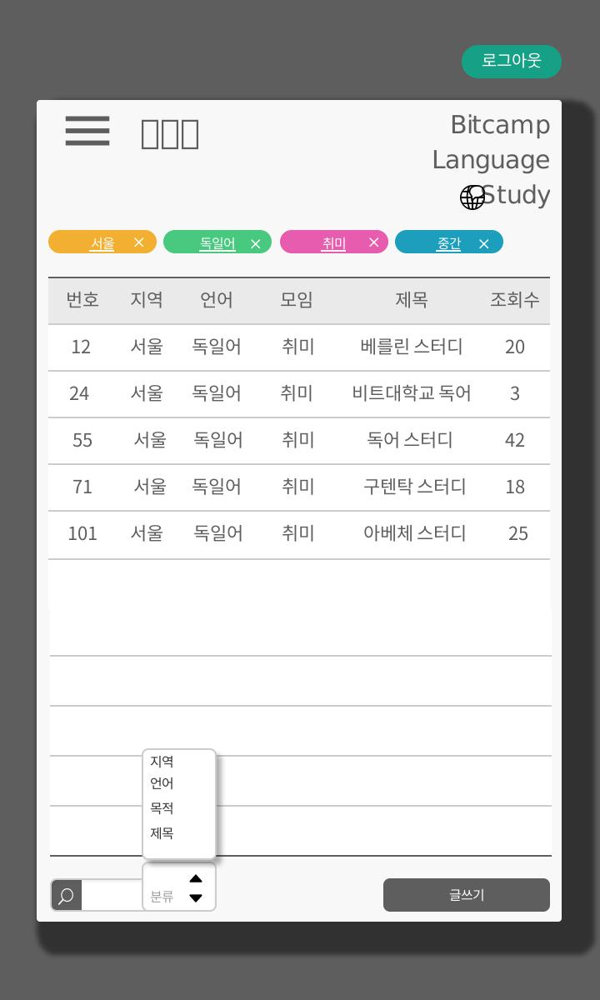 로그아웃
Bitcamp
Language
Study
서울 × 독일어 × 취미 × 중간 ×
번호 지역 언어 모임 제목 조회수
12 서울 독일어 취미 베를린 스터디 20
24 서울 독일어 취미 비트대학교 독어 3
55 서울 독일어 취미 독어 스터디 42
71 서울 독일어 취미 구텐탁 스터디 18
101 서울 독일어 취미 아베체 스터디 25
지역
언어
목적
제목
분류
글쓰기